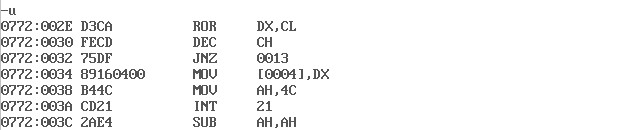 -u
0772:002E D3CA ROR DX,CL
0772:0030 FECD DEC CH
0772:0032 75DF JNZ 0013
0772:0034 89160400 MOV [0004],DX
0772:0038 B44C MOV AH,4C
0772:003A CD21 INT 21
0772:003C 2AE4 SUB AH,AH